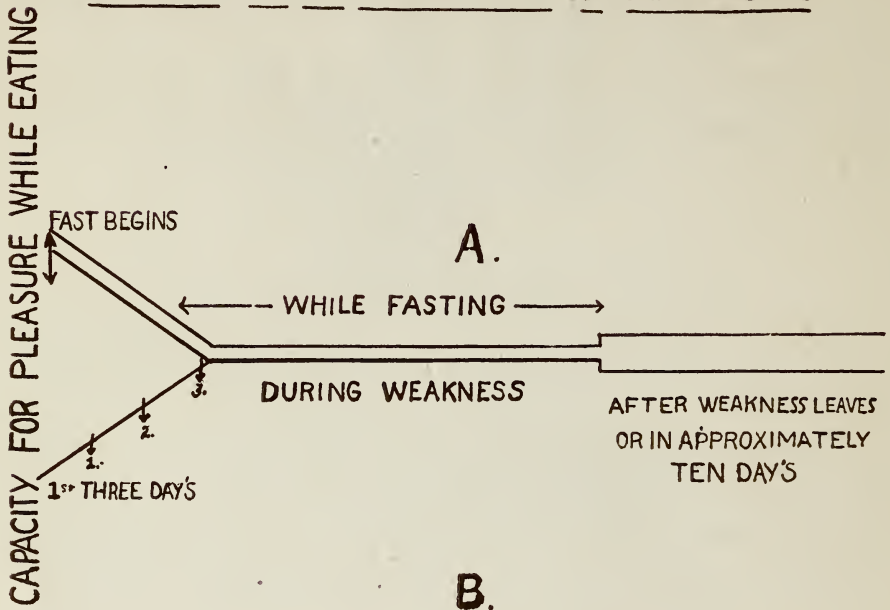 CAPACITY FOR PLEASURE WHILE EATING
FAST BEGINS
A.
WHILE FASTING
3.
DURING WEAKNESS
2.
1.
1ST THREE DAY'S
AFTER WEAKNESS LEAVES
OR IN APPROXIMATELY
TEN DAY'S
B.